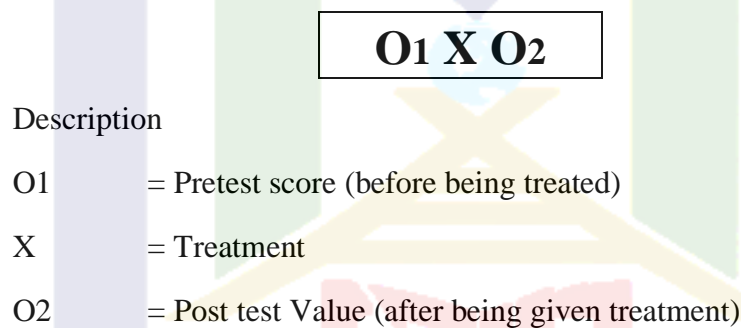 O1 X O2
Description
O1 = Pretest score (before being treated)
X = Treatment
O2 = Post test Value (after being given treatment)